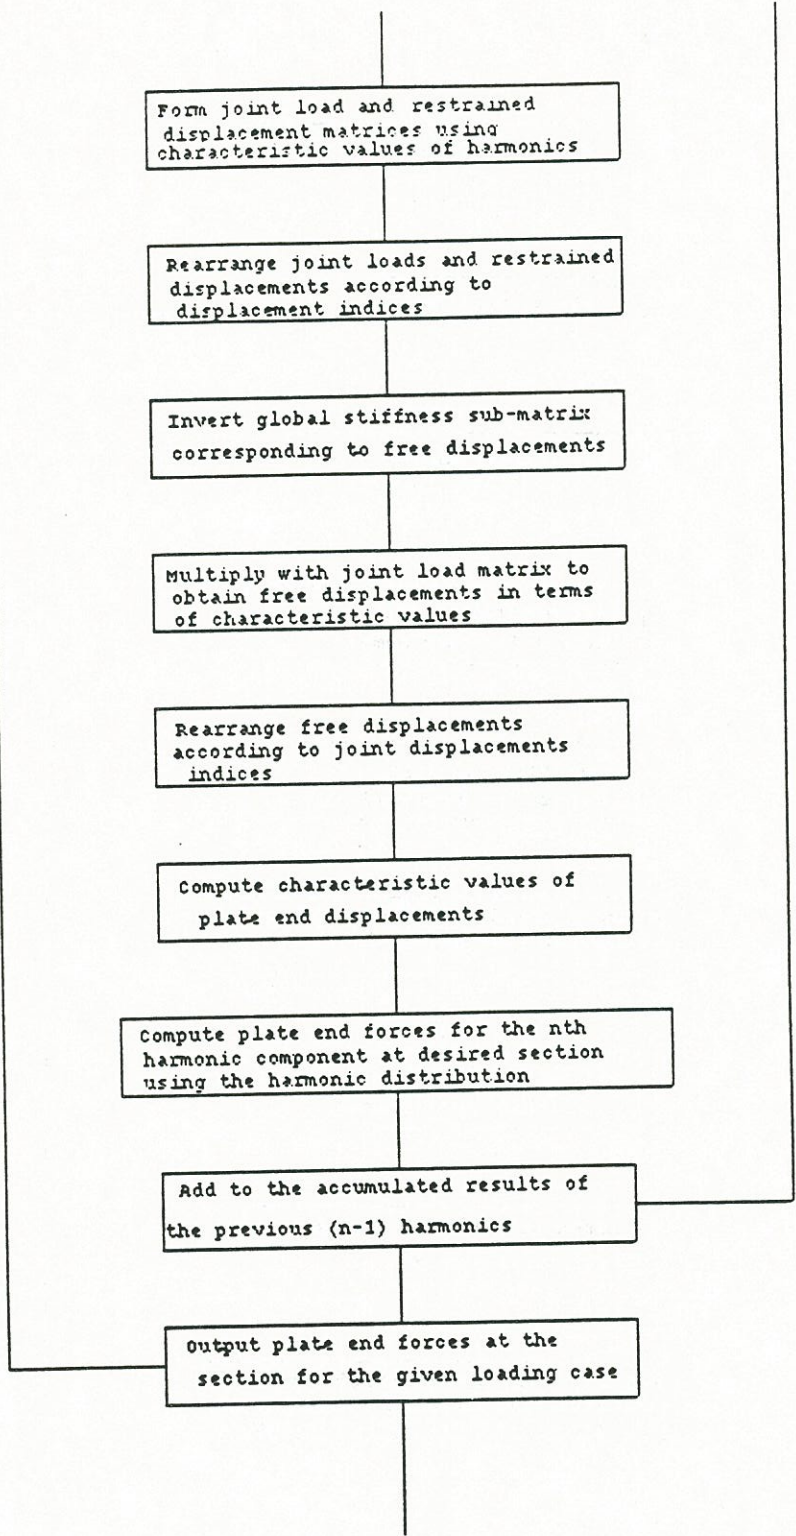 Form joint load and restrained
displacement matrices using
characteristic values of harmonics
Rearrange joint loads and restrained
displacements according to
displacement indices
Invert global stiffness sub-matrix
corresponding to free displacements
Multiply with joint load matrix to
obtain free displacements in terms
of characteristic values
Rearrange free displacements
according to joint displacements
indices
Compute characteristic values of
plate end displacements
Compute plate end forces for the nth
harmonic component at desired section
using the harmonic distribution
Add to the accumulated results of
the previous (n-1) harmonics
Output plate end forces at the
section for the given loading case